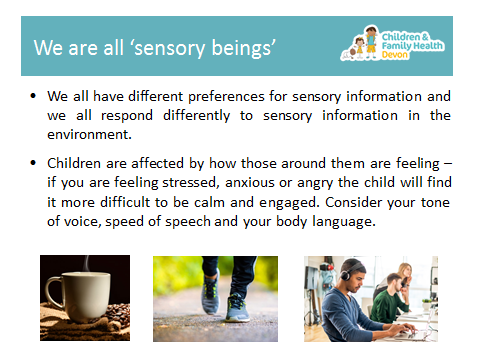 We are all ‘sensory beings’
Children &
Family Health
Devon
• We all have different preferences for sensory information and
we all respond differently to sensory information in the
environment.
• Children are affected by how those around them are feeling –
if you are feeling stressed, anxious or angry the child will find
it more difficult to be calm and engaged. Consider your tone
of voice, speed of speech and your body language.